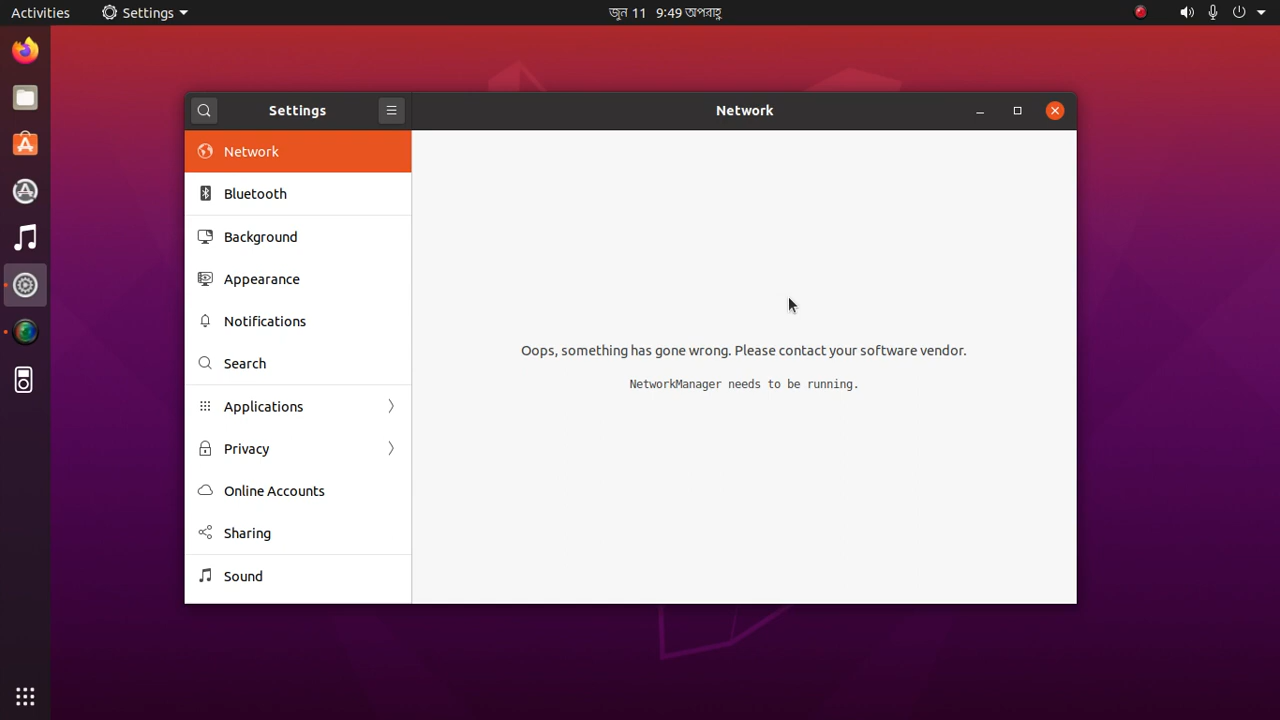 Activities
Settings
জুন 11 9:49 অপরাহ্ণ
Settings
Network
Network
Bluetooth
Background
Appearance
Notifications
Search
Applications
Privacy
Online Accounts
Sharing
Sound
Oops, something has gone wrong. Please contact your software vendor.
NetworkManager needs to be running.